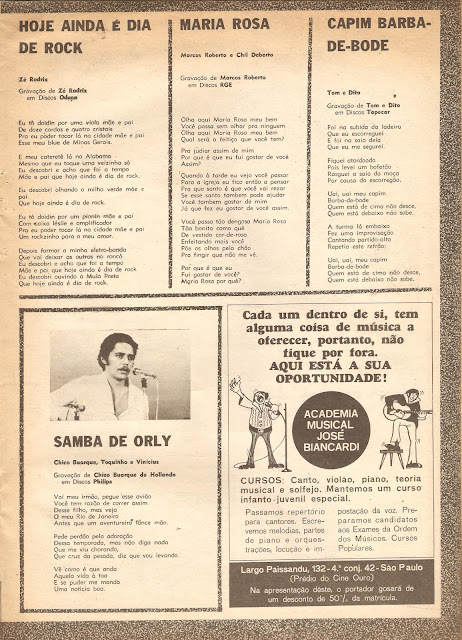 HOJE AINDA É DIA
DE ROCK
Zé Rodrix
Gravação de Zé Rodrix
em Discos Odeon
Eu tô doidin por uma viola mãe e pai
De doze cordas e quatro cristais
Pra eu poder tocar lá na cidade mãe e pai
Esse meu blue de Minas Gerais.
E meu cateretê lá no Alabama
Mesmo que eu toque uma veizinha só
Eu descobri e acho que foi a tempo
Mãe e pai que hoje ainda é dia de rock.
Eu descobri olhando o milho verde mãe e
pai
Que hoje ainda é dia de rock.
Eu tô doido por um pianin mãe e pai
Com caixa leslie e amplificador
Pra eu poder tocar lá na cidade mãe e pai
Um rockzinho para o meu amor.
Depois formar a minha eletro-banda
Que vai deixar as outras no roncó
Eu descobri e acho que foi a tempo
Mãe e pai que hoje ainda é dia de rock.
Eu descobri ouvindo o Mula Preta
Que hoje ainda é dia de rock.
MARIA ROSA
Marcos Roberto e Chil Deberto
Gravação de Marcos Roberto
em Discos RGE
Olha aqui Maria Rosa meu bem
Você passa sem olhar pra ninguém
Olha aqui Maria Rosa meu bem
Qual será o feitiço que você tem?
Pra judiar assim de mim
Por que é que eu fui gostar de você
Assim?
Quando à tarde eu vejo você passar
Para a igreja eu fico então a pensar
Pra que santo é que você vai rezar
Se esse santo também pode ajudar
Você também gostar de mim
Já que fez eu gostar de você assim.
Você passa tão dengosa Maria Rosa
Tão bonita como quê
De vestido cor-de-rosa
Enfeitando mais você
Põe os olhos pelo chão
Pra fingir que não me vê.
Por que é que eu
Fui gostar de você?
Maria Rosa por quê?
CAPIM BARBA-
DE-BODE
Tom e Dito
Gravação de Tom e Dito
em Discos Tapecar
Foi na subida da ladeira
Que eu escorreguei
E foi na saia dela
Que eu me segurei.
Fiquei atordoado
Pois levei um bofetão
Rasguei a saia da moça
Por causa do escorregão.
Uai, uai meu capim
Barba-de-bode
Quem está de cima não desce,
Quem está debaixo não sobe.
A turma lá embaixo
Fez uma improvisação
Cantando partido-alto
Repetia este refrão:
Uai, uai, meu capim
Barba-de-bode
Quem está de cima não desce,
Quem está debaixo não sobe.
SAMBA DE ORLY
Chico Buarque, Toquinho e Vinicius
Gravação de Chico Buarque de Hollanda
em Discos Philips
Vai meu irmão, pegue esse avião
Você tem razão de correr assim
Desse frio, mas veja
O meu Rio de Janeiro
Antes que um aventureiro lance mão.
Pede perdão pela adoração
Dessa temporada, mas não diga nada
Que me viu chorando,
Que cruz da pesada, diz que vou levando.
Vê como é que anda
Aquela vida à toa
E se puder me manda
Uma notícia boa.
Cada um dentro de si, tem
alguma coisa de música a
oferecer, portanto, não
fique por fora.
AQUI ESTÁ A SUA
OPORTUNIDADE!
ACADEMIA
MUSICAL
JOSÉ
BIANCARDI
CURSOS: Canto, violão, piano, teoria
musical e solfejo. Mantemos um curso
infanto-juvenil especial.
Passamos repertório
para cantores. Escre-
vemos melodias, partes
de piano e orques-
trações, locução e im-
postação da voz. Pre-
paramos candidatos
aos Exames da Ordem
dos Músicos. Cursos
Populares.
Largo Paissandu, 132 - 4.º conj. 42 - São Paulo
(Prédio do Cine Ouro)
Na apresentação dêste, o portador gosará de
um desconto de 50%, da matrícula.